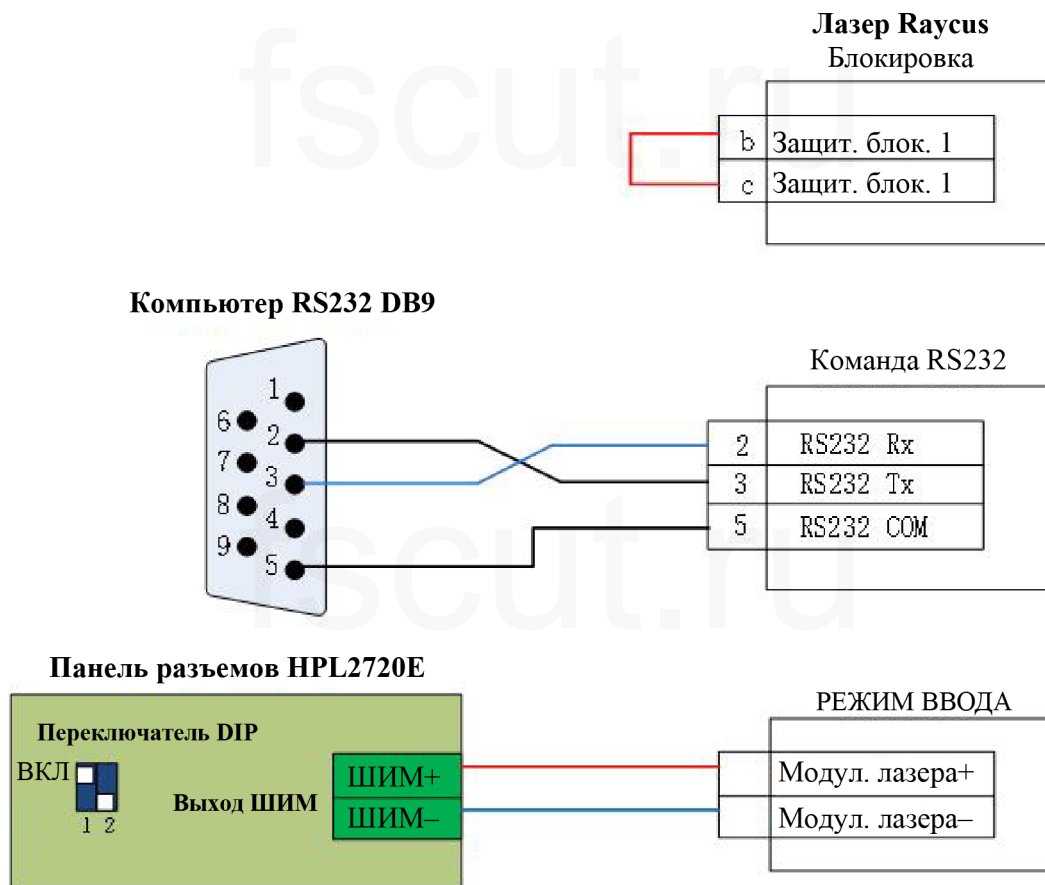 Лазер Raycus
Блокировка
b Защит. блок. 1
c Защит. блок. 1
fscut.ru
Компьютер RS232 DB9
1
6
2
7
3
8
4
9
5
Команда RS232
2 RS232 Rx
3 RS232 Tx
5 RS232 COM
fscut.ru
Панель разъемов HPL2720E
Переключатель DIP
ВКЛ
1 2
Выход ШИМ
ШИМ+
ШИМ–
РЕЖИМ ВВОДА
Модул. лазера+
Модул. лазера–